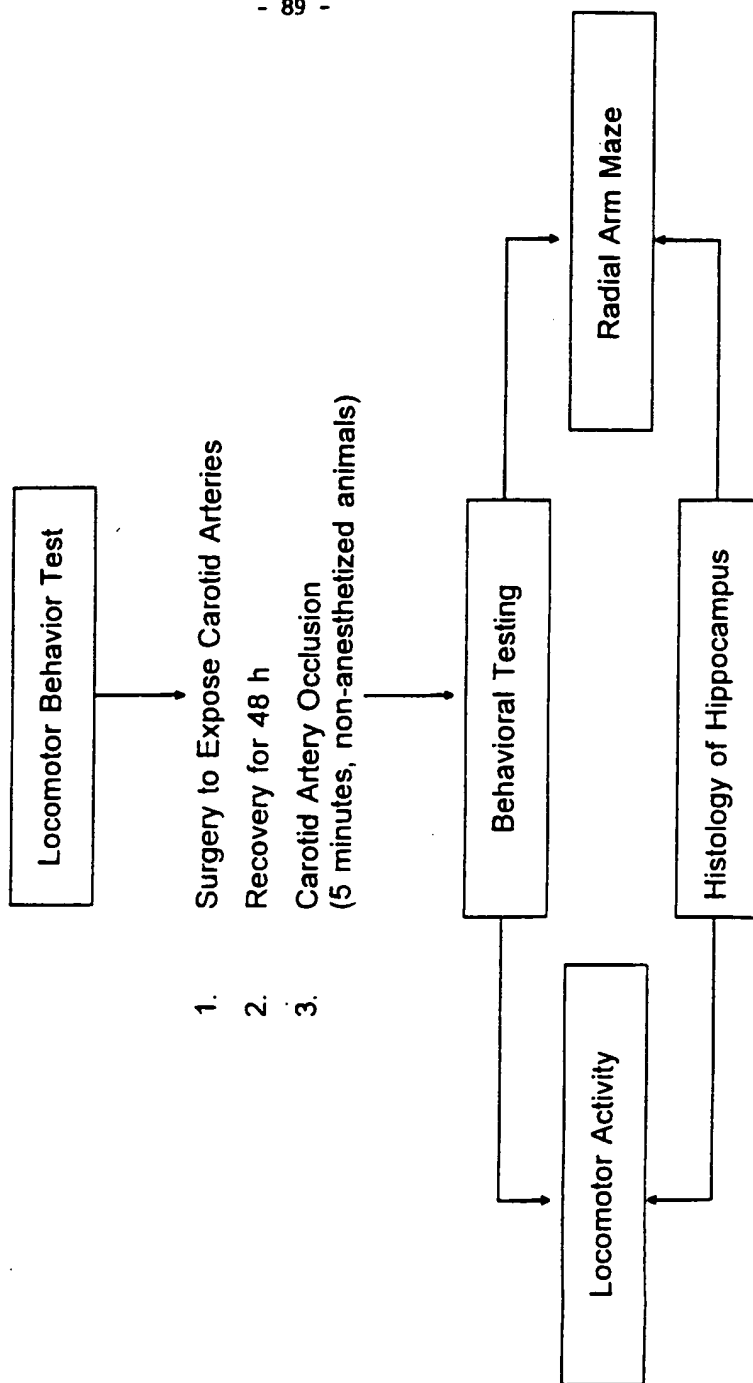 - 89 -
Locomotor Behavior Test
1. Surgery to Expose Carotid Arteries
2. Recovery for 48 h
3. Carotid Artery Occlusion
(5 minutes, non-anesthetized animals)
Behavioral Testing
Locomotor Activity
Radial Arm Maze
Histology of Hippocampus